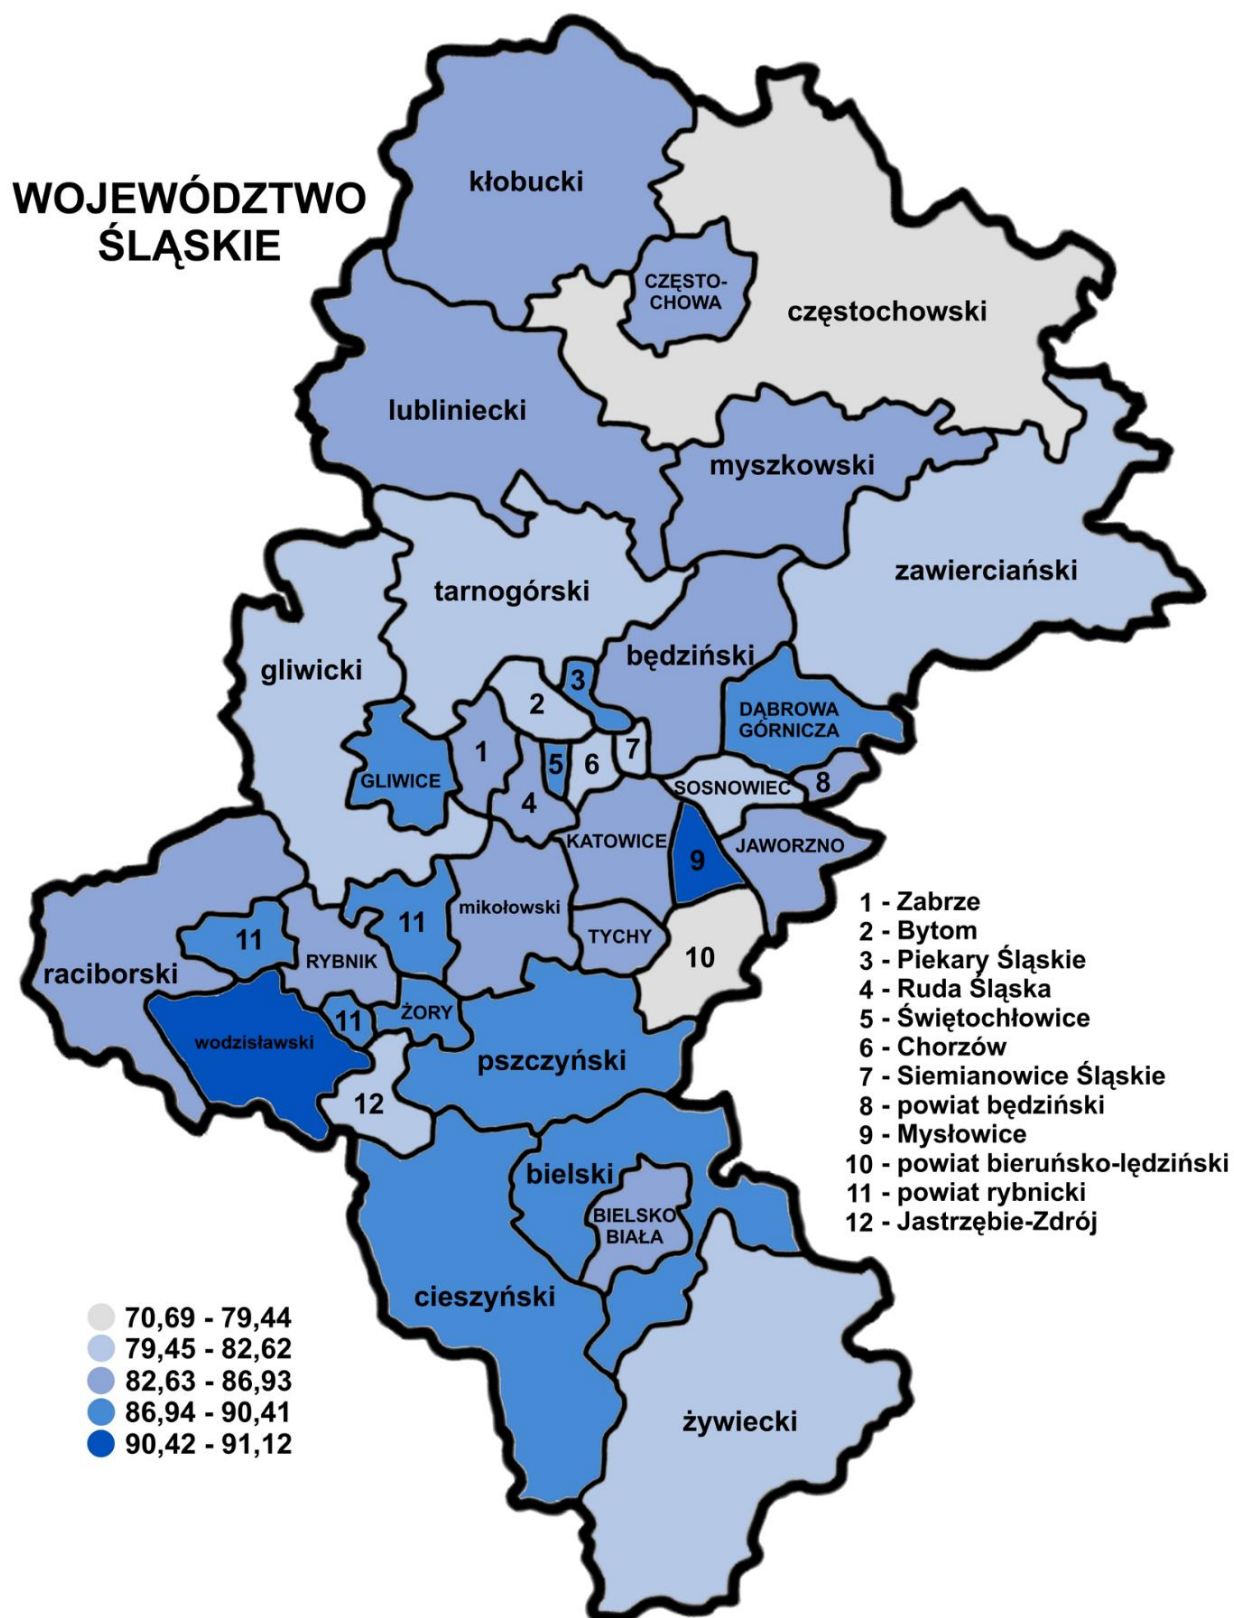 WOJEWÓDZTWO
ŚLĄSKIE
kłobucki
CZĘSTO-
CHOWA
częstochowski
lubliniecki
myszkowski
zawierciański
tarnogórski
gliwicki
będziński
3
2
DĄBROWA
GÓRNICZA
1
7
5
6
GLIWICE
8
SOSNOWIEC
4
KATOWICE
JAWORZNO
9
mikołowski
11
11
TYCHY
RYBNIK
10
raciborski
ŻORY
11
wodzisławski
pszczyński
12
1 - Zabrze
2 - Bytom
3 - Piekary Śląskie
4 - Ruda Śląska
5 - Świętochłowice
6 - Chorzów
7 - Siemianowice Śląskie
8 - powiat będziński
9 - Mysłowice
10 - powiat bieruńsko-lędziński
11 - powiat rybnicki
12 - Jastrzębie-Zdrój
bielski
BIELSKO
BIAŁA
cieszyński
żywiecki
70,69 - 79,44
79,45 - 82,62
82,63 - 86,93
86,94 - 90,41
90,42 - 91,12